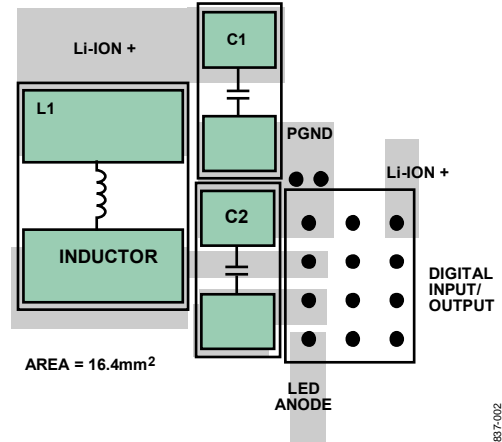 Li-ION +
C1
L1
PGND
Li-ION +
C2
INDUCTOR
DIGITAL
INPUT/
OUTPUT
AREA = 16.4mm²
LED
ANODE
837-002